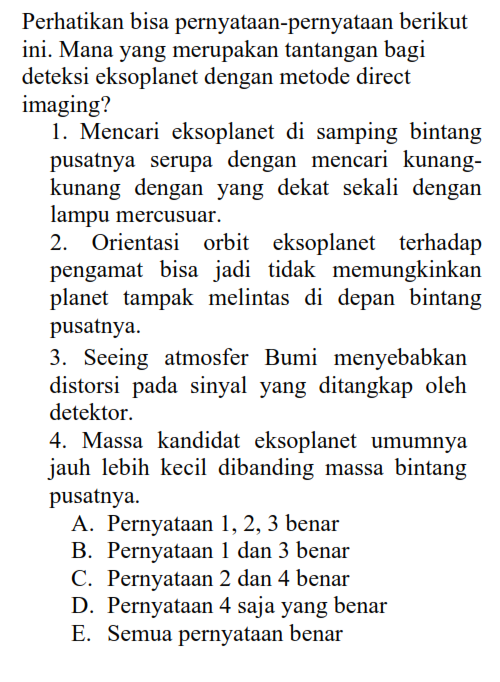 Perhatikan bisa pernyataan-pernyataan berikut
ini. Mana yang merupakan tantangan bagi
deteksi eksoplanet dengan metode direct
imaging?
1. Mencari eksoplanet di samping bintang
pusatnya serupa dengan mencari kunang-
kunang dengan yang dekat sekali dengan
lampu mercusuar.
2. Orientasi orbit eksoplanet terhadap
pengamat bisa jadi tidak memungkinkan
planet tampak melintas di depan bintang
pusatnya.
3. Seeing atmosfer Bumi menyebabkan
distorsi pada sinyal yang ditangkap oleh
detektor.
4. Massa kandidat eksoplanet umumnya
jauh lebih kecil dibanding massa bintang
pusatnya.
A. Pernyataan 1, 2, 3 benar
B. Pernyataan 1 dan 3 benar
C. Pernyataan 2 dan 4 benar
D. Pernyataan 4 saja yang benar
E. Semua pernyataan benar